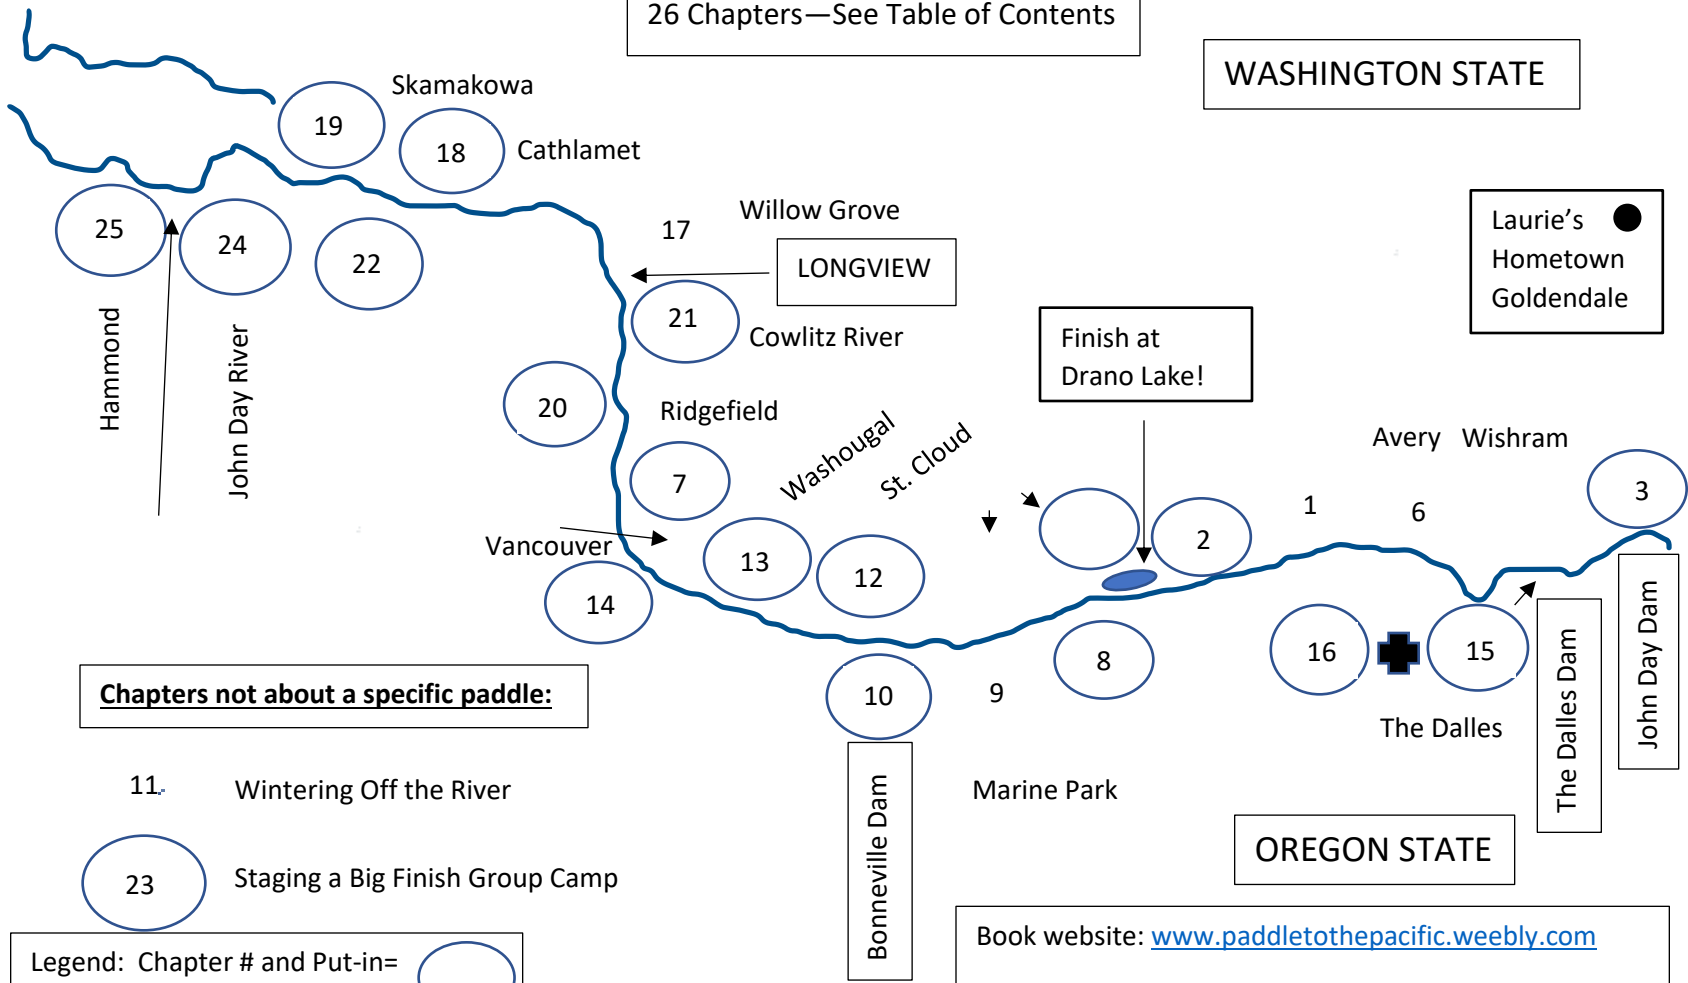 26 Chapters—See Table of Contents
WASHINGTON STATE
Skamakowa
19
18
Cathlamet
Willow Grove
17
LONGVIEW
Laurie's
Hometown
Goldendale
25
24
22
21
Cowlitz River
Finish at
Drano Lake!
Hammond
John Day River
20
Ridgefield
Washougal
St. Cloud
Avery Wishram
7
3
1
6
Vancouver
13
12
2
14
16
15
8
10
9
The Dalles
The Dalles Dam
John Day Dam
Chapters not about a specific paddle:
11.
Wintering Off the River
Marine Park
Bonneville Dam
OREGON STATE
23
Staging a Big Finish Group Camp
Book website: www.paddletothepacific.weebly.com
Legend: Chapter # and Put-in=